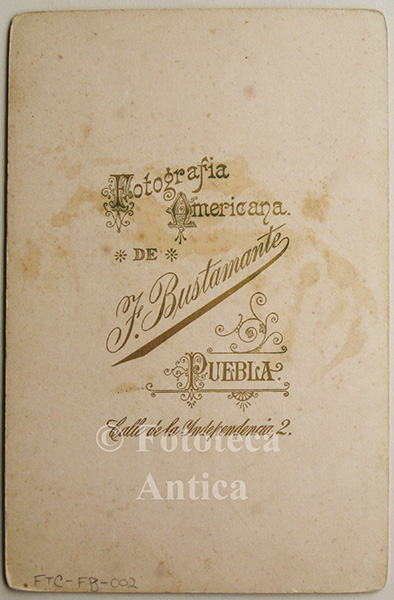 Fotografia
Americana.
DE
F. Bustamante
PUEBLA.
Calle de la Independencia, 2.
© Fototeca
Antica
FTC-FB-002